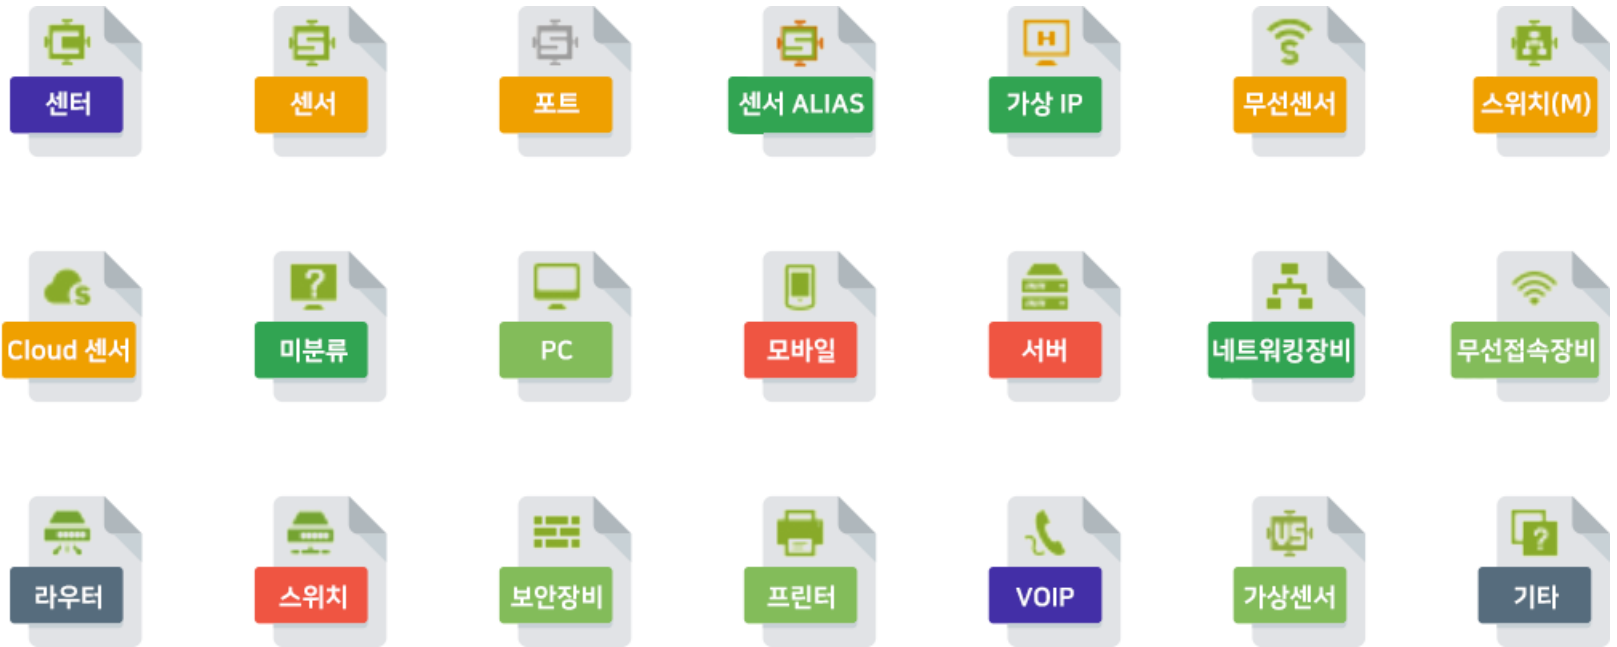 센터
센서
포트
센서 ALIAS
가상 IP
무선센서
스위치(M)
Cloud 센서
미분류
PC
모바일
서버
네트워킹장비
무선접속장비
라우터
스위치
보안장비
프린터
VOIP
가상센서
기타